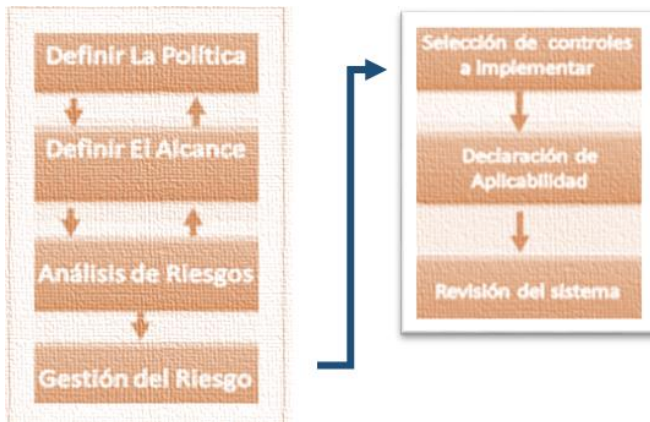 Definir La Política
Definir El Alcance
Análisis de Riesgos
Gestión del Riesgo
Selección de controles
a Implementar
Declaración de
Aplicabilidad
Revisión del sistema